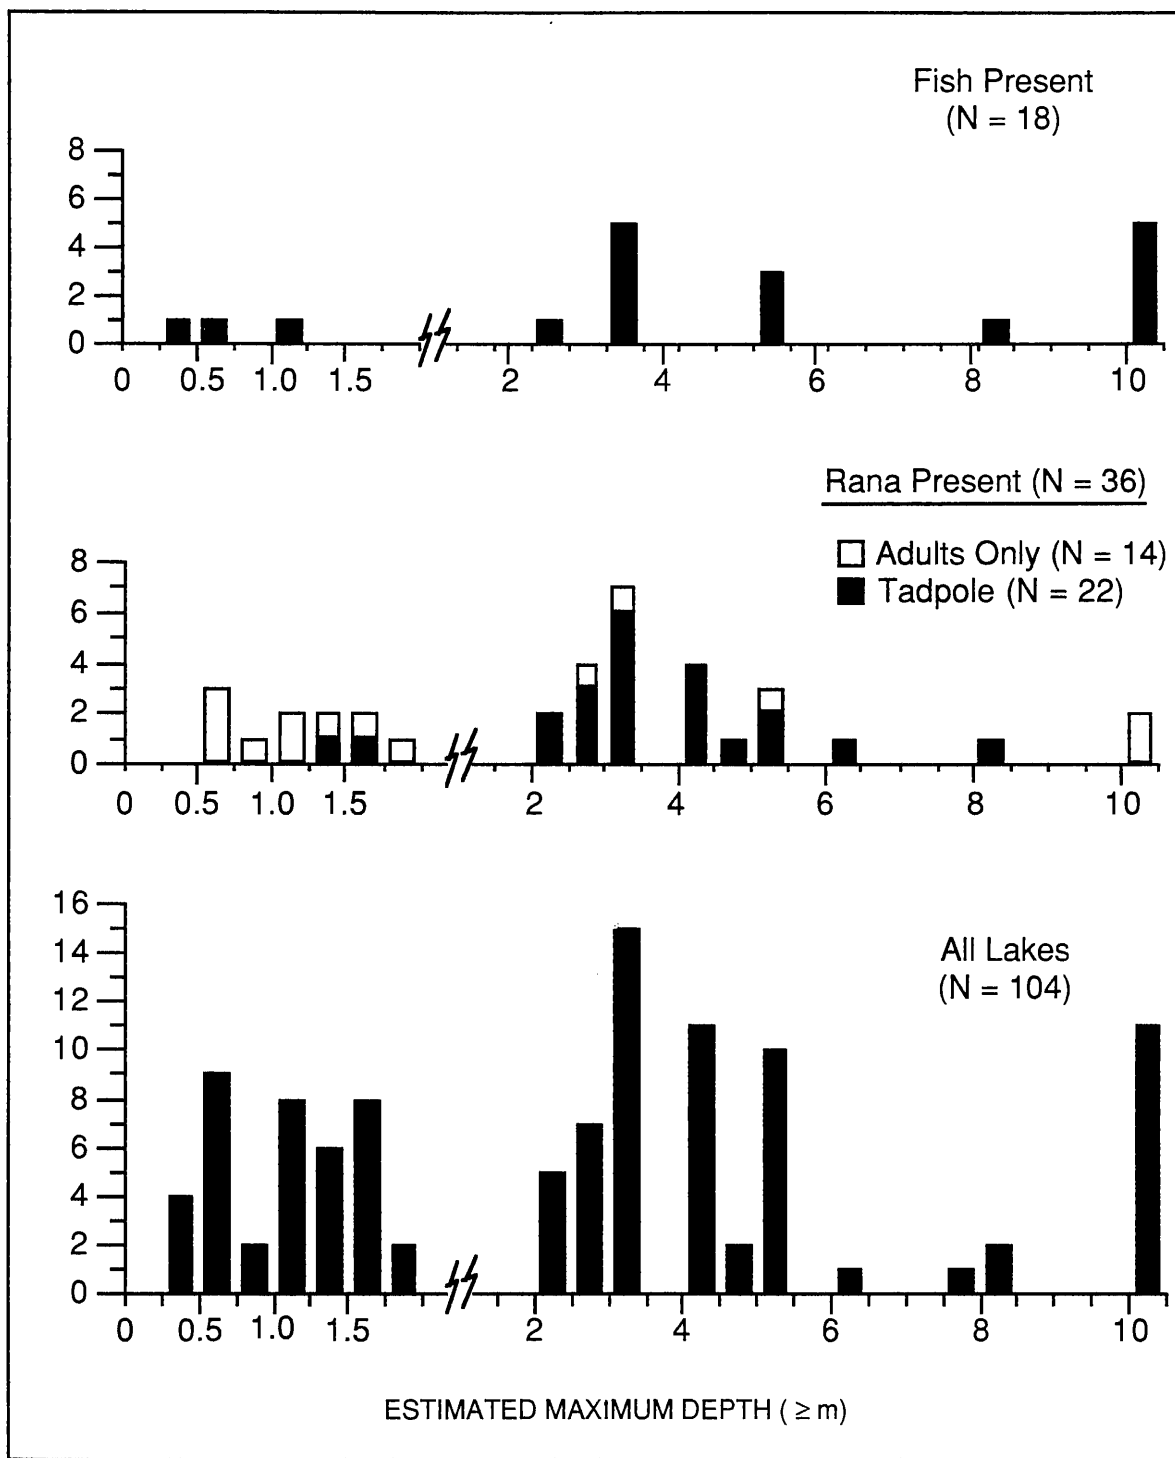 Fish Present
(N = 18)
8
6
4
2
0
0 0.5 1.0 1.5 2 4 6 8 10
Rana Present (N = 36)
Adults Only (N = 14)
Tadpole (N = 22)
8
6
4
2
0
0 0.5 1.0 1.5 2 4 6 8 10
All Lakes
(N = 104)
16
14
12
10
8
6
4
2
0
0 0.5 1.0 1.5 2 4 6 8 10
ESTIMATED MAXIMUM DEPTH ( ≥ m)